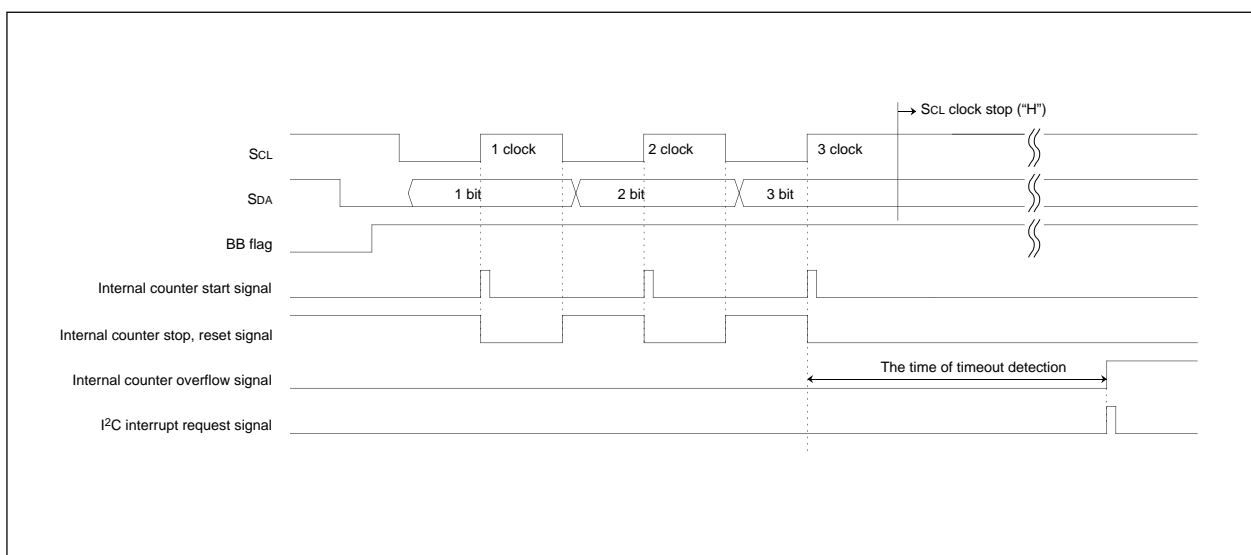 SCL clock stop ("H")
SCL
1 clock
2 clock
3 clock
SDA
1 bit
2 bit
3 bit
BB flag
Internal counter start signal
Internal counter stop, reset signal
Internal counter overflow signal
The time of timeout detection
I2C interrupt request signal